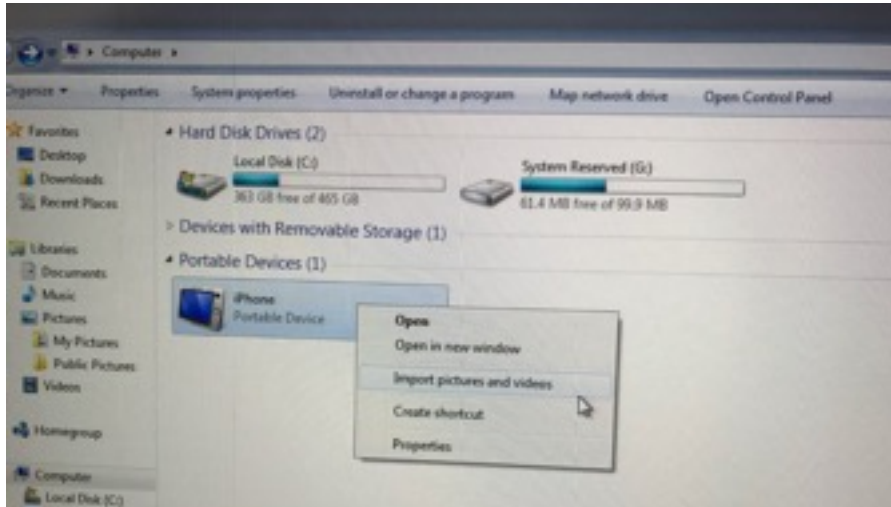 Computer
Organize Properties System properties Uninstall or change a program Map network drive Open Control Panel
Favorites
Desktop
Downloads
Recent Places
Libraries
Documents
Music
Pictures
My Pictures
Public Pictures
Videos
Homegroup
Computer
Local Disk (C:)
Hard Disk Drives (2)
Local Disk (C:)
363 GB free of 465 GB
System Reserved (G:)
61.4 MB free of 99.9 MB
Devices with Removable Storage (1)
Portable Devices (1)
iPhone
Portable Device
Open
Open in new window
Import pictures and videos
Create shortcut
Properties